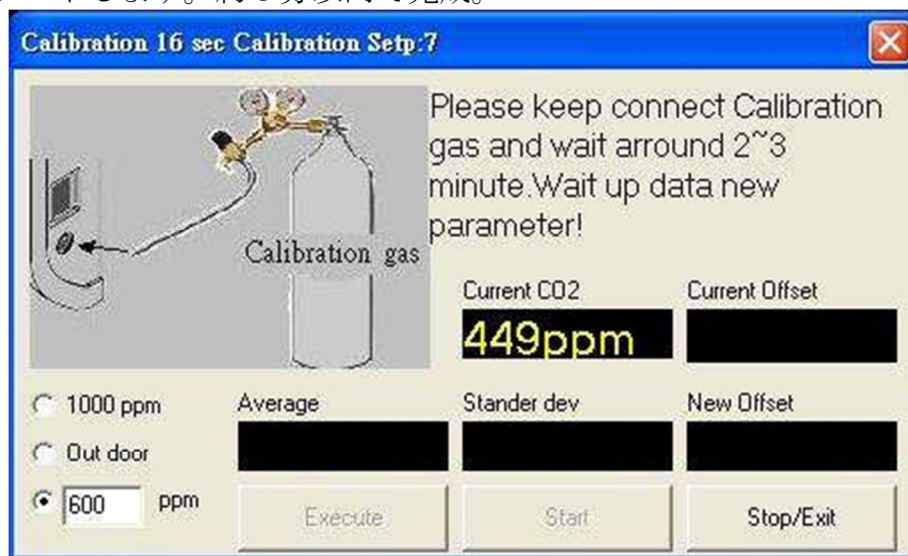 Calibration 16 sec Calibration Setp:7
Please keep connect Calibration
gas and wait arround 2~3
minute.Wait up data new
parameter!
Calibration gas
Current CO2
Current Offset
449ppm
1000 ppm
Average
Stander dev
New Offset
Out door
600 ppm
Execute
Start
Stop/Exit